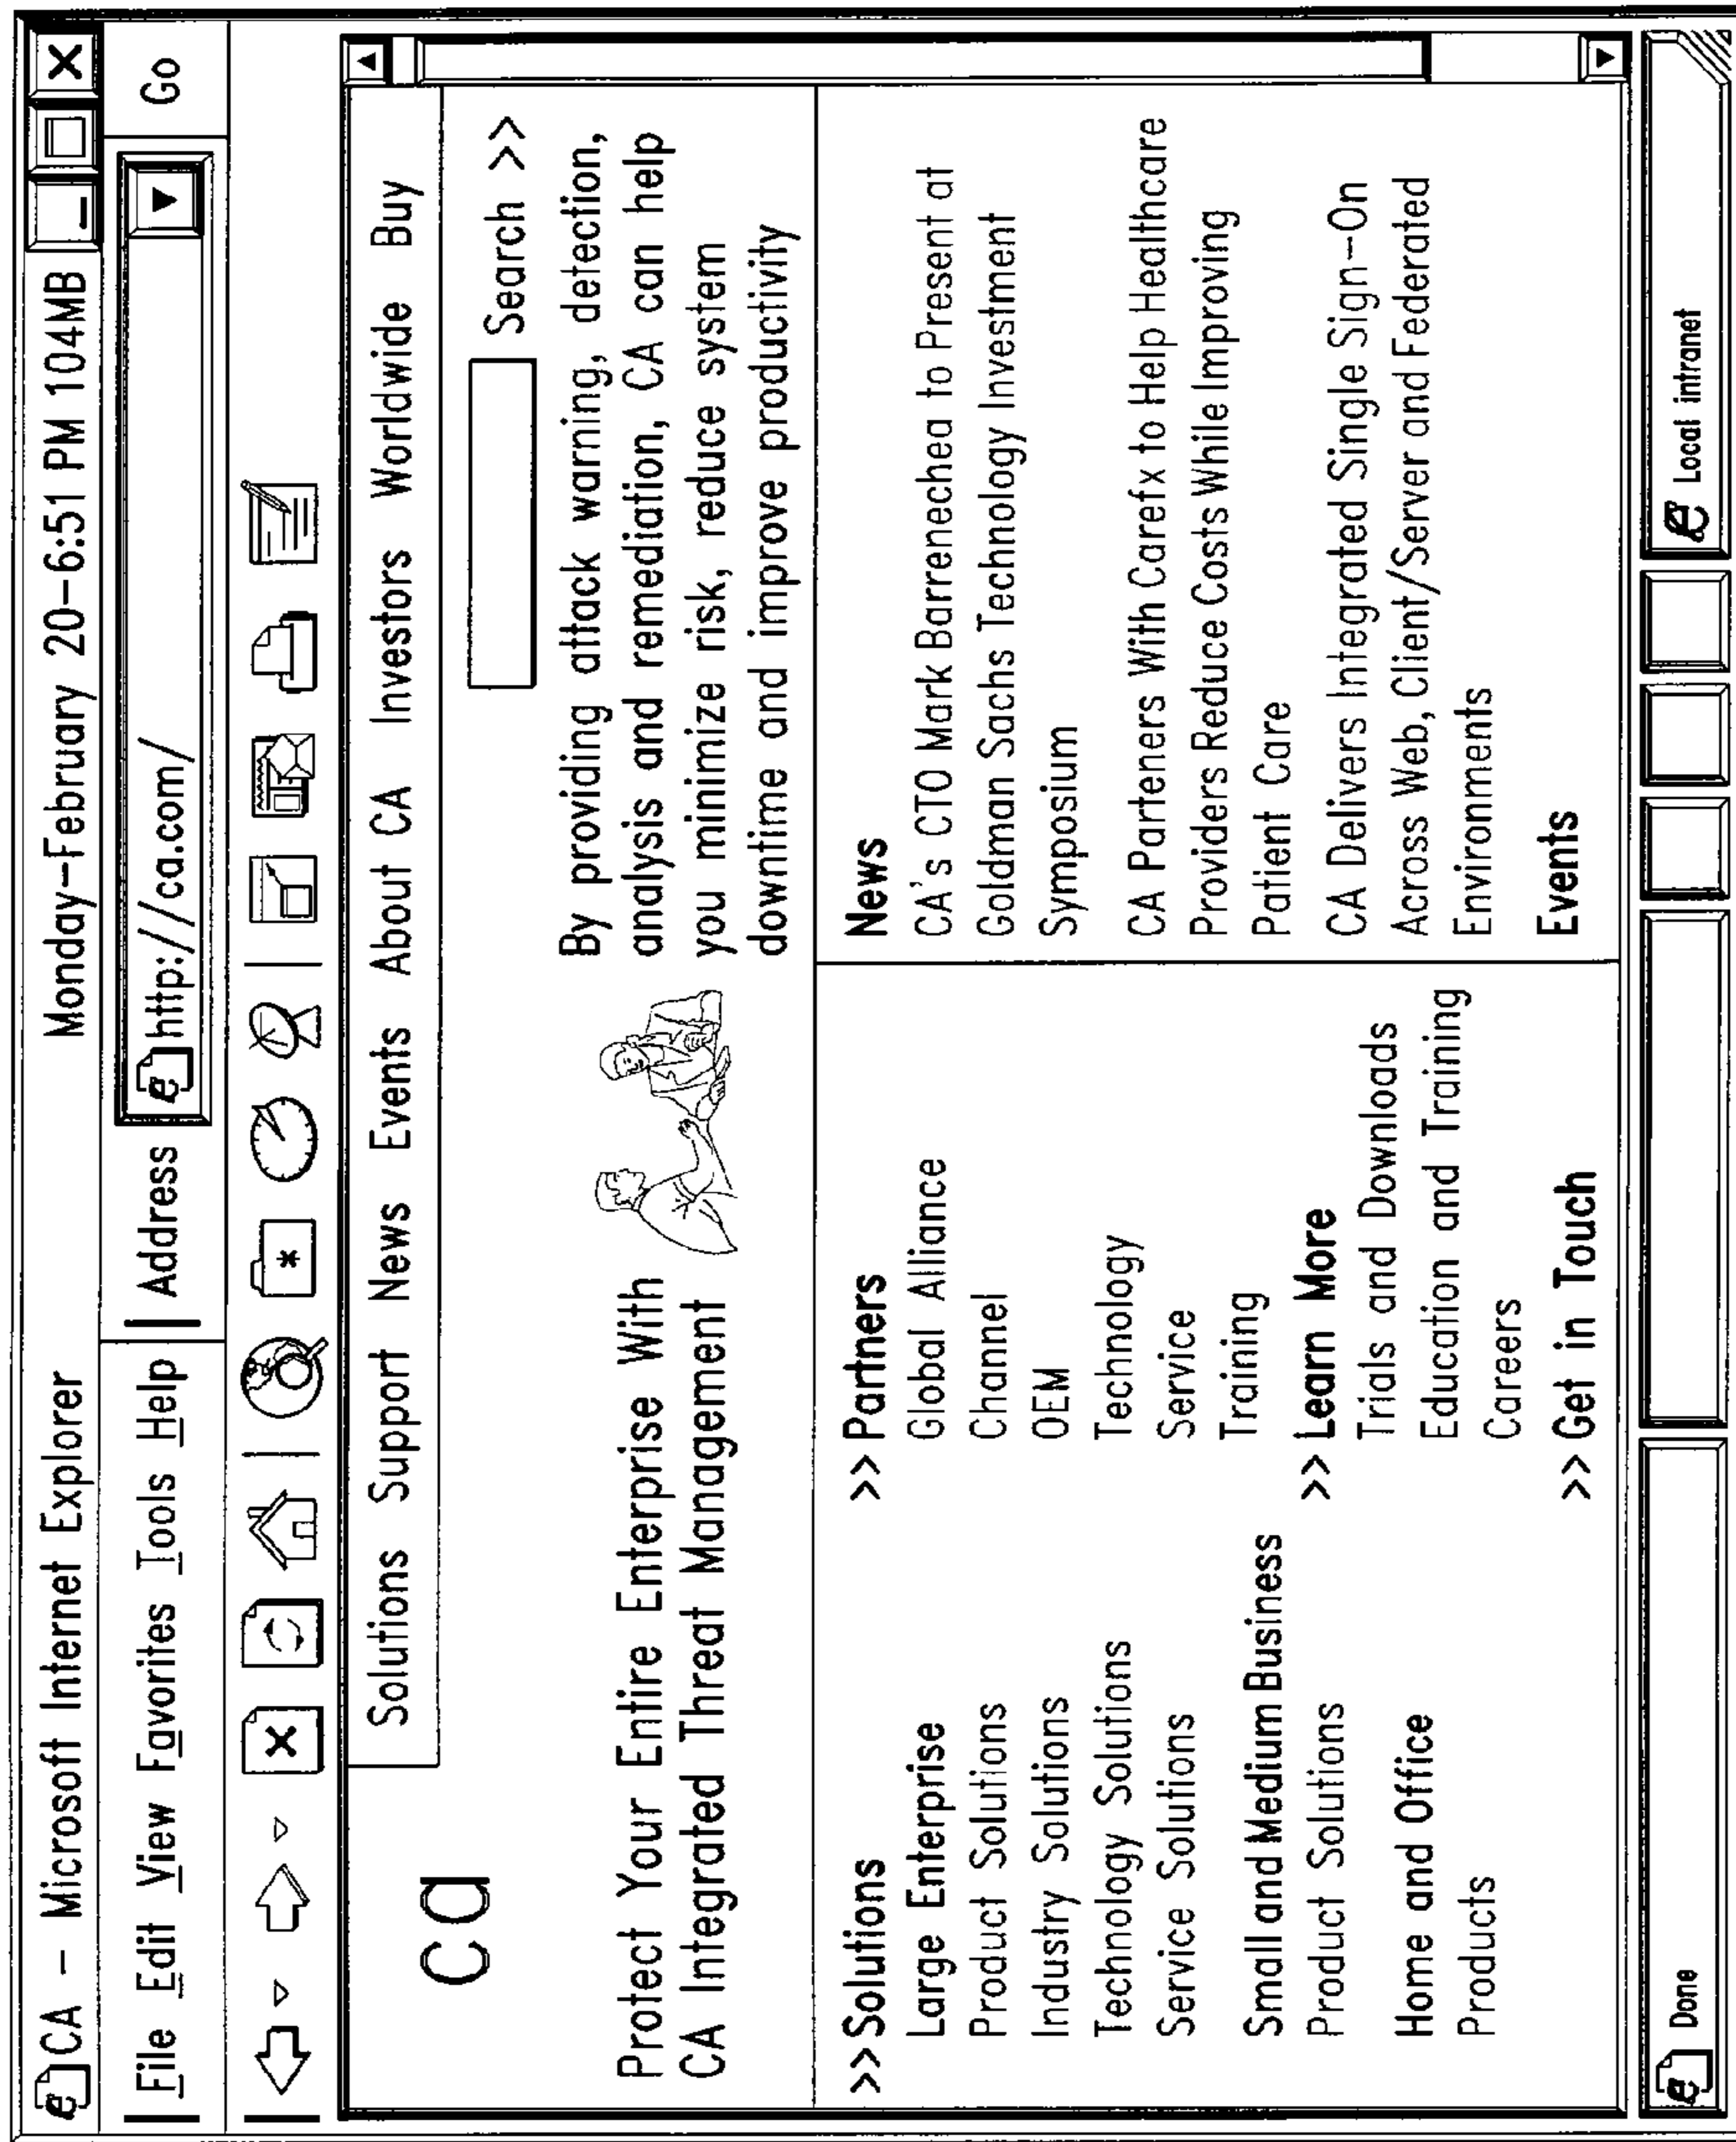 CA - Microsoft Internet Explorer Monday-February 20-6:51 PM 104MB
File Edit View Favorites Tools Help Address http://ca.com/ Go
ca
Solutions Support News Events About CA Investors Worldwide Buy
Search >>
Protect Your Entire Enterprise With
CA Integrated Threat Management
By providing attack warning, detection,
analysis and remediation, CA can help
you minimize risk, reduce system
downtime and improve productivity
>> Solutions
Large Enterprise
Product Solutions
Industry Solutions
Technology Solutions
Service Solutions
Small and Medium Business
Product Solutions
Home and Office
Products
>> Partners
Global Alliance
Channel
OEM
Technology
Service
Training
>> Learn More
Trials and Downloads
Education and Training
Careers
>> Get in Touch
News
CA's CTO Mark Barrenechea to Present at
Goldman Sachs Technology Investment
Symposium
CA Parteners With Carefx to Help Healthcare
Providers Reduce Costs While Improving
Patient Care
CA Delivers Integrated Single Sign-On
Across Web, Client/Server and Federated
Environments
Events
Done
Local intranet